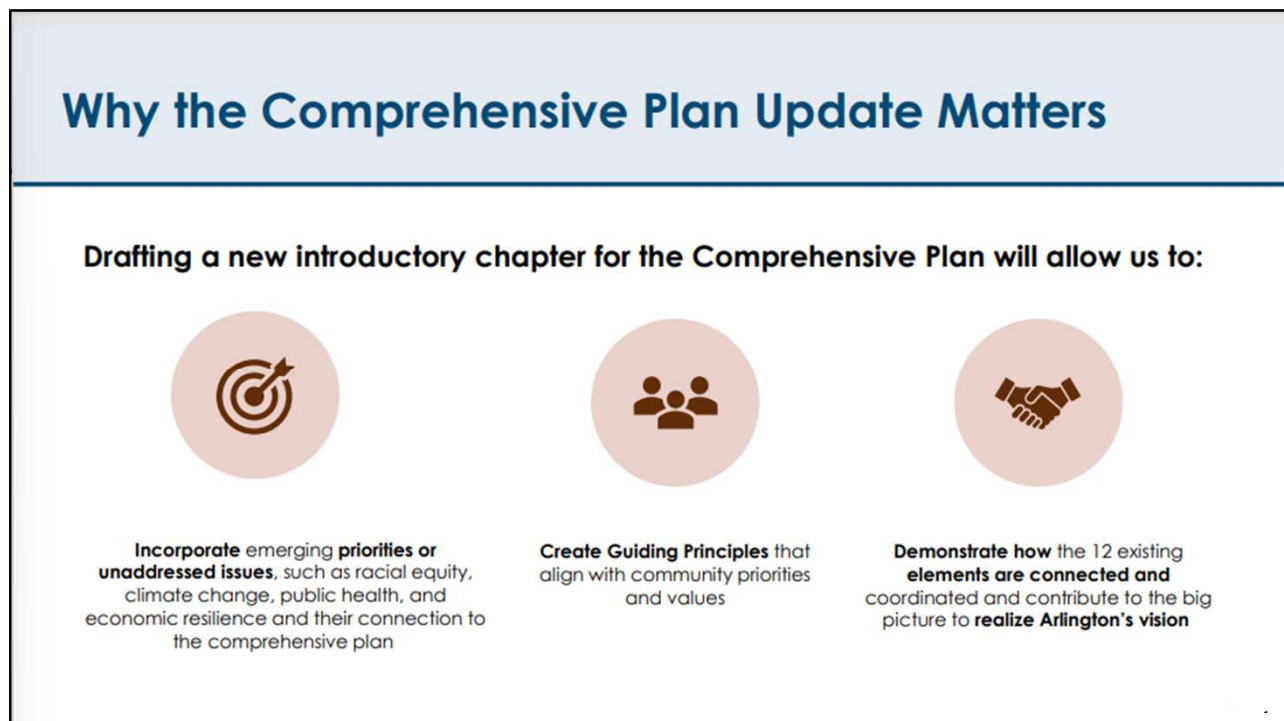 Why the Comprehensive Plan Update Matters
Drafting a new introductory chapter for the Comprehensive Plan will allow us to:
Incorporate emerging priorities or
unaddressed issues, such as racial equity,
climate change, public health, and
economic resilience and their connection to
the comprehensive plan
Create Guiding Principles that
align with community priorities
and values
Demonstrate how the 12 existing
elements are connected and
coordinated and contribute to the big
picture to realize Arlington's vision